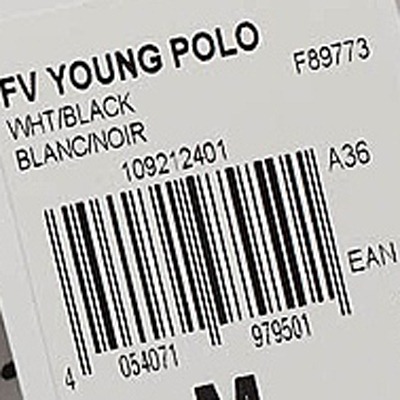 FV YOUNG POLO
F89773
WHT/BLACK
BLANC/NOIR
109212401
A36
EAN
4 054071 979501
M